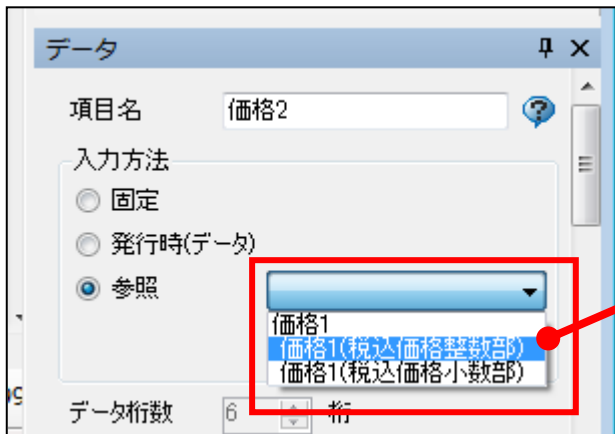 データ
項目名 価格2
入力方法
固定
発行時(データ)
参照
価格1
価格1(税込価格整数部)
価格1(税込価格小数部)
データ桁数 6 桁